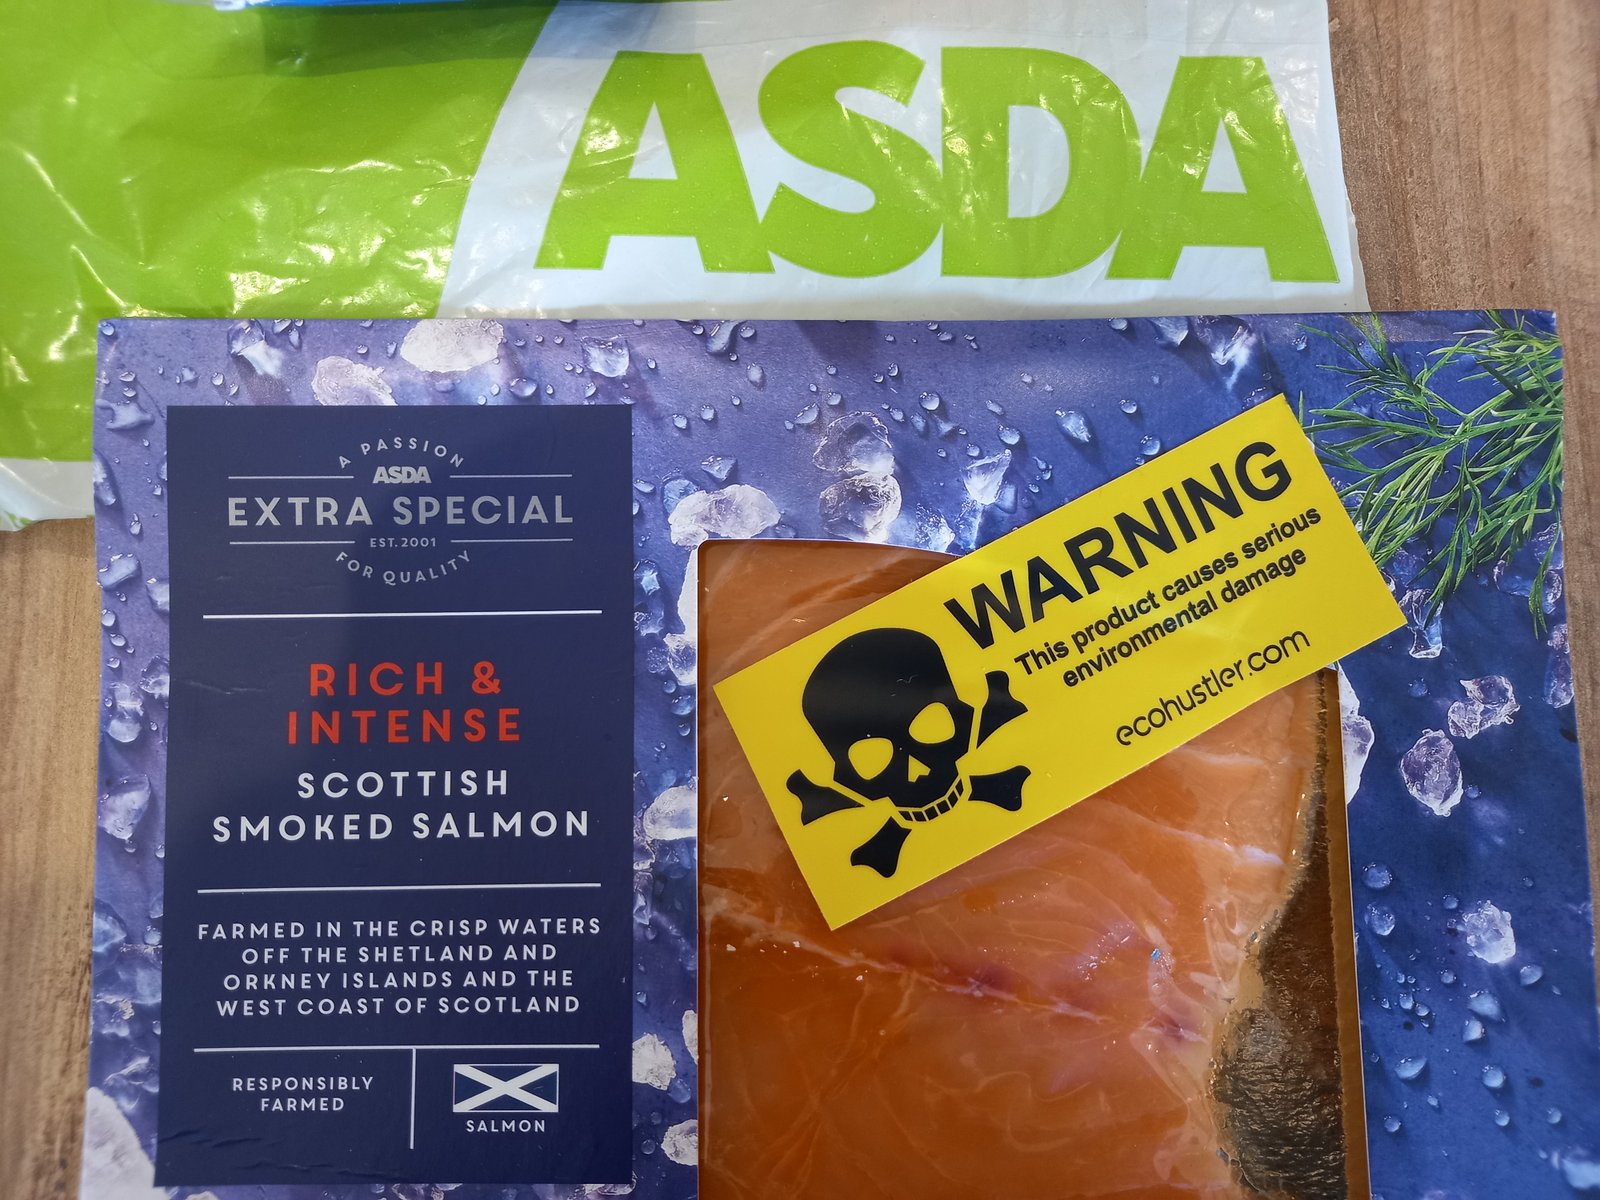 ASDA
A PASSION
ASDA
EXTRA SPECIAL
EST.2001
FOR QUALITY
RICH &
INTENSE
SCOTTISH
SMOKED SALMON
FARMED IN THE CRISP WATERS
OFF THE SHETLAND AND
ORKNEY ISLANDS AND THE
WEST COAST OF SCOTLAND
RESPONSIBLY
FARMED
SALMON
WARNING
This product causes serious
environmental damage
ecohustler.com